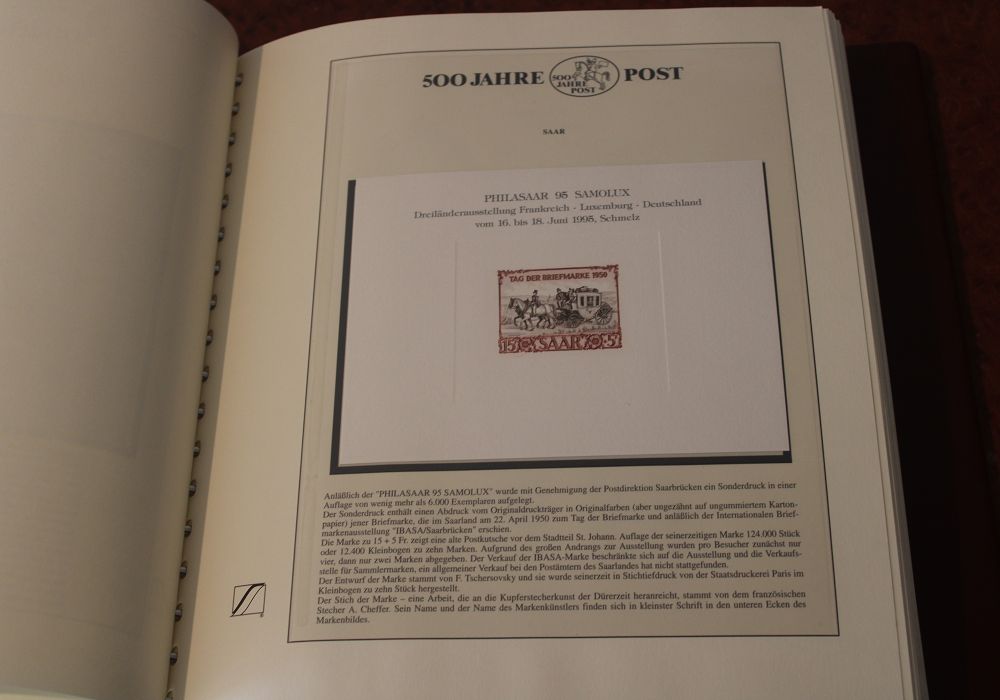 500 JAHRE 500 JAHRE POST POST
SAAR
PHILASAAR 95 SAMOLUX
Dreiländerausstellung Frankreich - Luxemburg - Deutschland
vom 16. bis 18. Juni 1995, Schmelz
TAG DER BRIEFMARKE 1950
15 SAAR 5
Anläßlich der "PHILASAAR 95 SAMOLUX" wurde mit Genehmigung der Postdirektion Saarbrücken ein Sonderdruck in einer
Auflage von wenig mehr als 6.000 Exemplaren aufgelegt.
Der Sonderdruck enthält einen Abdruck vom Originaldruckträger in Originalfarben (aber ungezähnt auf ungummiertem Karton-
papier) jener Briefmarke, die im Saarland am 22. April 1950 zum Tag der Briefmarke und anläßlich der Internationalen Brief-
markenausstellung "IBASA/Saarbrücken" erschien.
Die Marke zu 15 + 5 Fr. zeigt eine alte Postkutsche vor dem Stadtteil St. Johann. Auflage der seinerzeitigen Marke 124.000 Stück
oder 12.400 Kleinbogen zu zehn Marken. Aufgrund des großen Andrangs zur Ausstellung wurden pro Besucher zunächst nur
vier, dann nur zwei Marken abgegeben. Der Verkauf der IBASA-Marke beschränkte sich auf die Ausstellung und die Verkaufs-
stelle für Sammlermarken, ein allgemeiner Verkauf bei den Postämtern des Saarlandes hat nicht stattgefunden.
Der Entwurf der Marke stammt von F. Tschersovsky und sie wurde seinerzeit in Stichtiefdruck von der Staatsdruckerei Paris im
Kleinbogen zu zehn Stück hergestellt.
Der Stich der Marke – eine Arbeit, die an die Kupferstecherkunst der Dürerzeit heranreicht, stammt von dem französischen
Stecher A. Cheffer. Sein Name und der Name des Markenkünstlers finden sich in kleinster Schrift in den unteren Ecken des
Markenbildes.